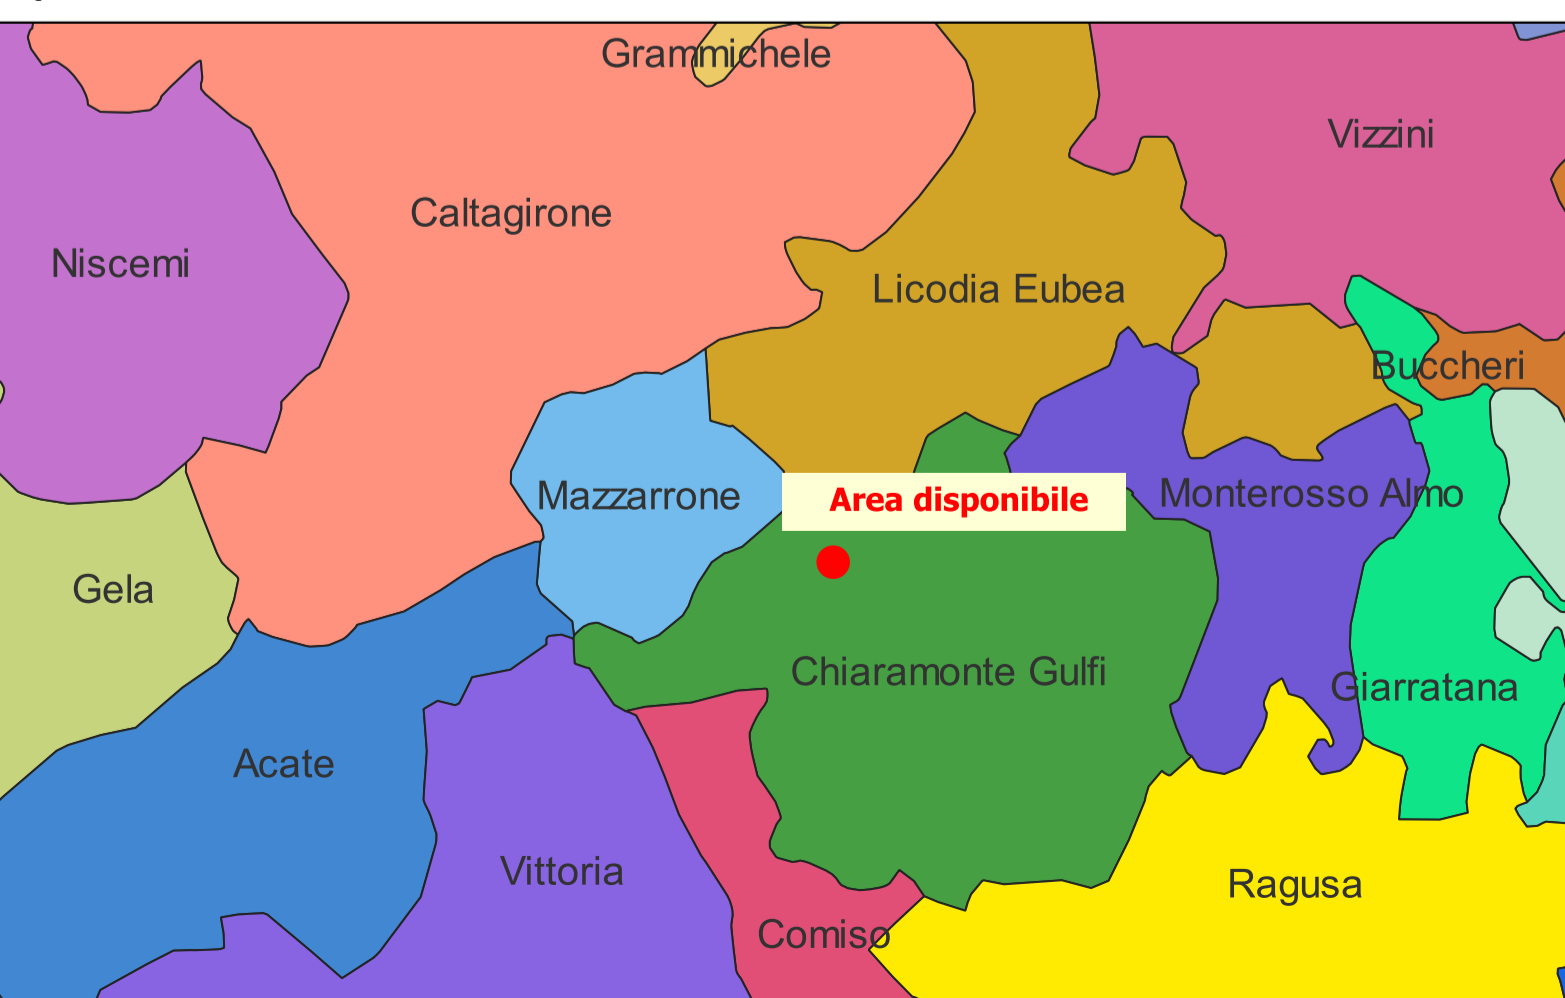 Grammichele
Vizzini
Caltagirone
Niscemi
Licodia Eubea
Buccheri
Mazzarrone
Area disponibile
Monterosso Almo
Gela
Chiaramonte Gulfi
Giarratana
Acate
Vittoria
Ragusa
Comiso